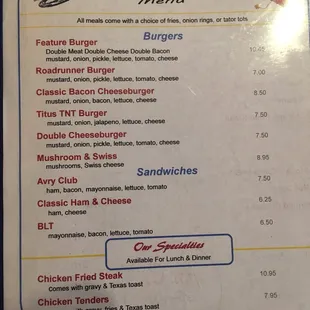 Menu
All meals come with a choice of fries, onion rings, or tator tots
Burgers
Feature Burger 10.45
Double Meat Double Cheese Double Bacon
mustard, onion, pickle, lettuce, tomato, cheese
Roadrunner Burger 7.00
mustard, onion, pickle, lettuce, tomato, cheese
Classic Bacon Cheeseburger 8.50
mustard, onion, bacon, lettuce, cheese
Titus TNT Burger 7.50
mustard, onion, jalapeno, lettuce, cheese
Double Cheeseburger 7.50
mustard, onion, pickle, lettuce, tomato, cheese
Mushroom & Swiss 8.95
mushrooms, Swiss cheese
Sandwiches
Avry Club 7.50
ham, bacon, mayonnaise, lettuce, tomato
Classic Ham & Cheese 6.25
ham, cheese
BLT 6.50
mayonnaise, bacon, lettuce, tomato
Our Specialties
Available For Lunch & Dinner
Chicken Fried Steak 10.95
comes with gravy & Texas toast
Chicken Tenders 7.95
fries & Texas toast